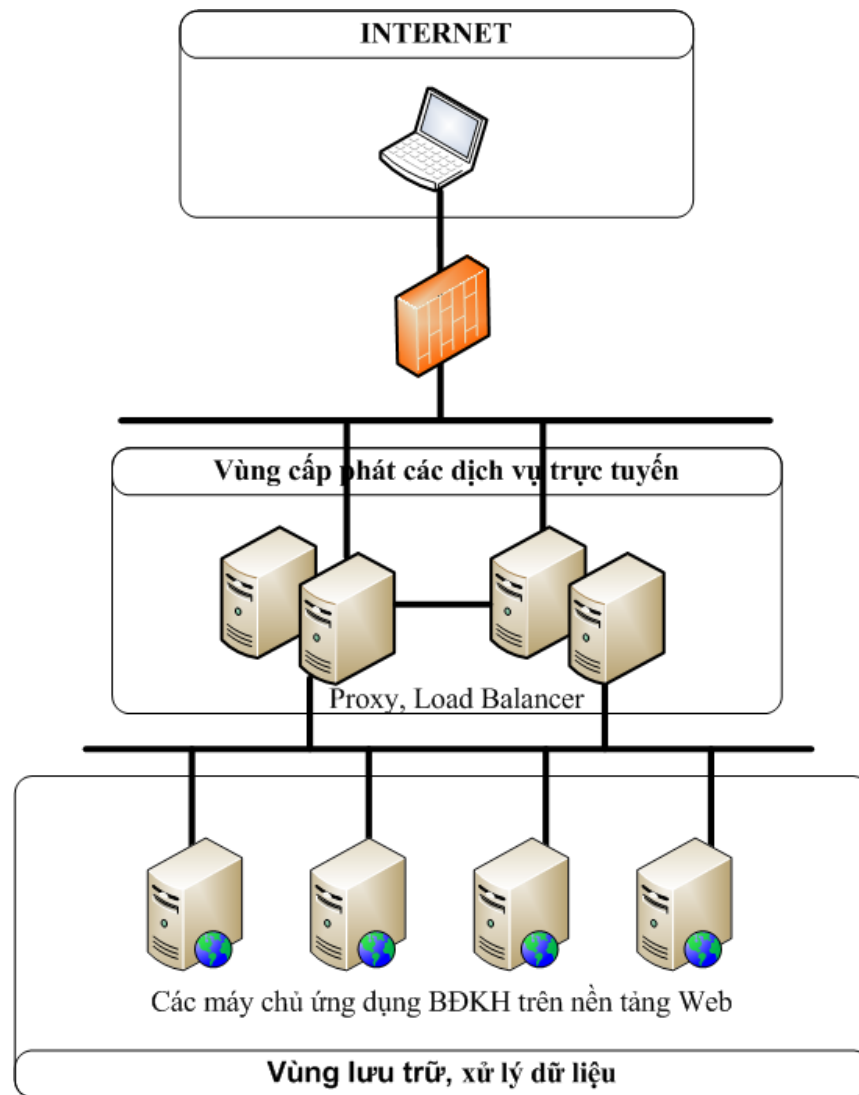 INTERNET
Vùng cấp phát các dịch vụ trực tuyến
Proxy, Load Balancer
Các máy chủ ứng dụng BĐKH trên nền tảng Web
Vùng lưu trữ, xử lý dữ liệu